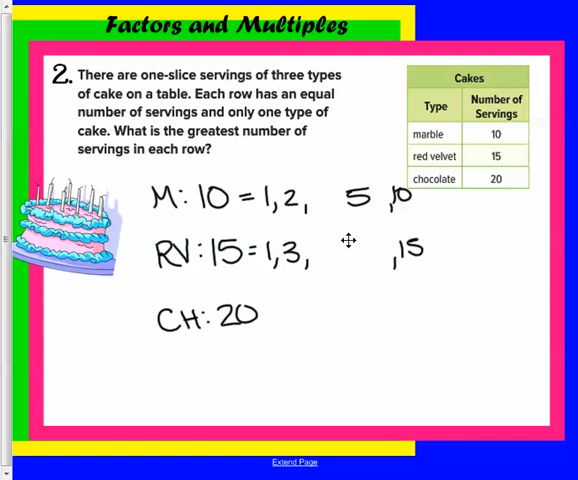 Factors and Multiples
2. There are one-slice servings of three types
of cake on a table. Each row has an equal
number of servings and only one type of
cake. What is the greatest number of
servings in each row?
Cakes
Type Number of Servings
marble 10
red velvet 15
chocolate 20
M: 10 = 1, 2, 5, 10
RV: 15 = 1, 3, , 15
CH: 20
Extend Page